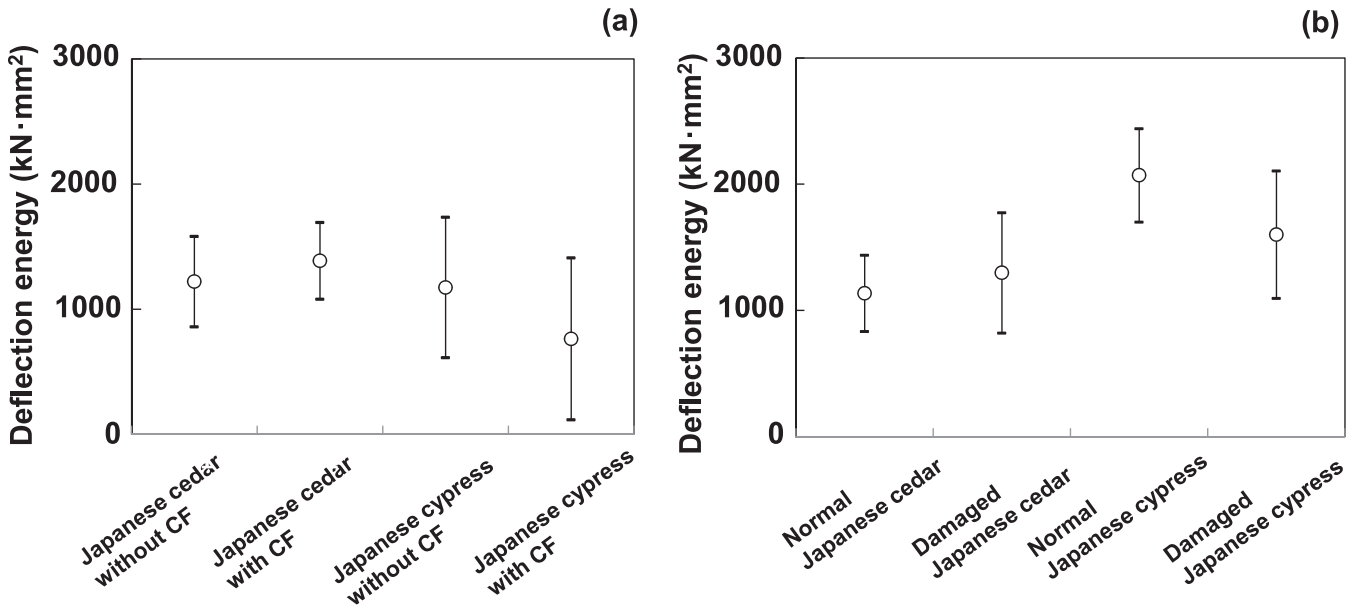 (a)
Deflection energy (kN·mm²)
3000
2000
1000
0
Japanese cedar
without CF
Japanese cedar
with CF
Japanese cypress
without CF
Japanese cypress
with CF
(b)
Deflection energy (kN·mm²)
3000
2000
1000
0
Normal
Japanese cedar
Damaged
Japanese cedar
Normal
Japanese cypress
Damaged
Japanese cypress